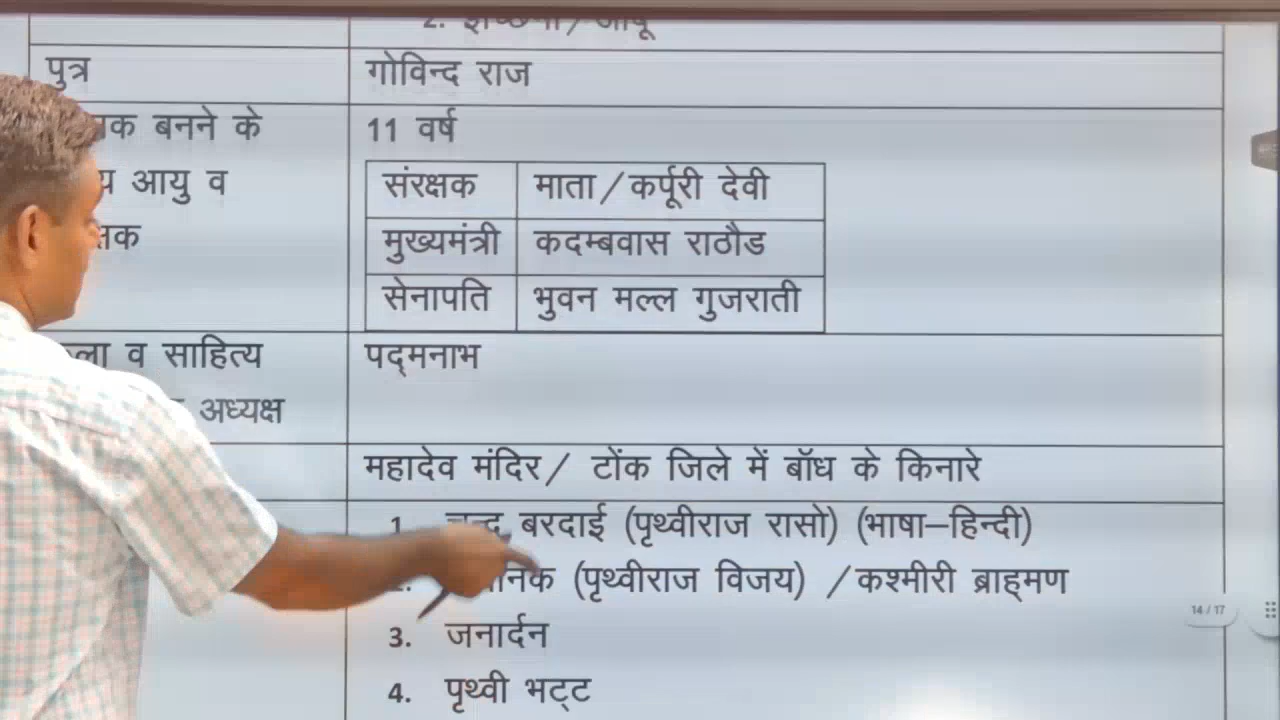 पुत्र गोविन्द राज
बनने के 11 वर्ष
आयु व
संरक्षक माता/कर्पूरी देवी
मुख्यमंत्री कदम्बवास राठौड
सेनापति भुवन मल्ल गुजराती
व साहित्य पद्मनाभ
अध्यक्ष
महादेव मंदिर/ टोंक जिले में बॉध के किनारे
1. बरदाई (पृथ्वीराज रासो) (भाषा–हिन्दी)
2. (पृथ्वीराज विजय) /कश्मीरी ब्राह्मण
3. जनार्दन
4. पृथ्वी भट्ट
14/17